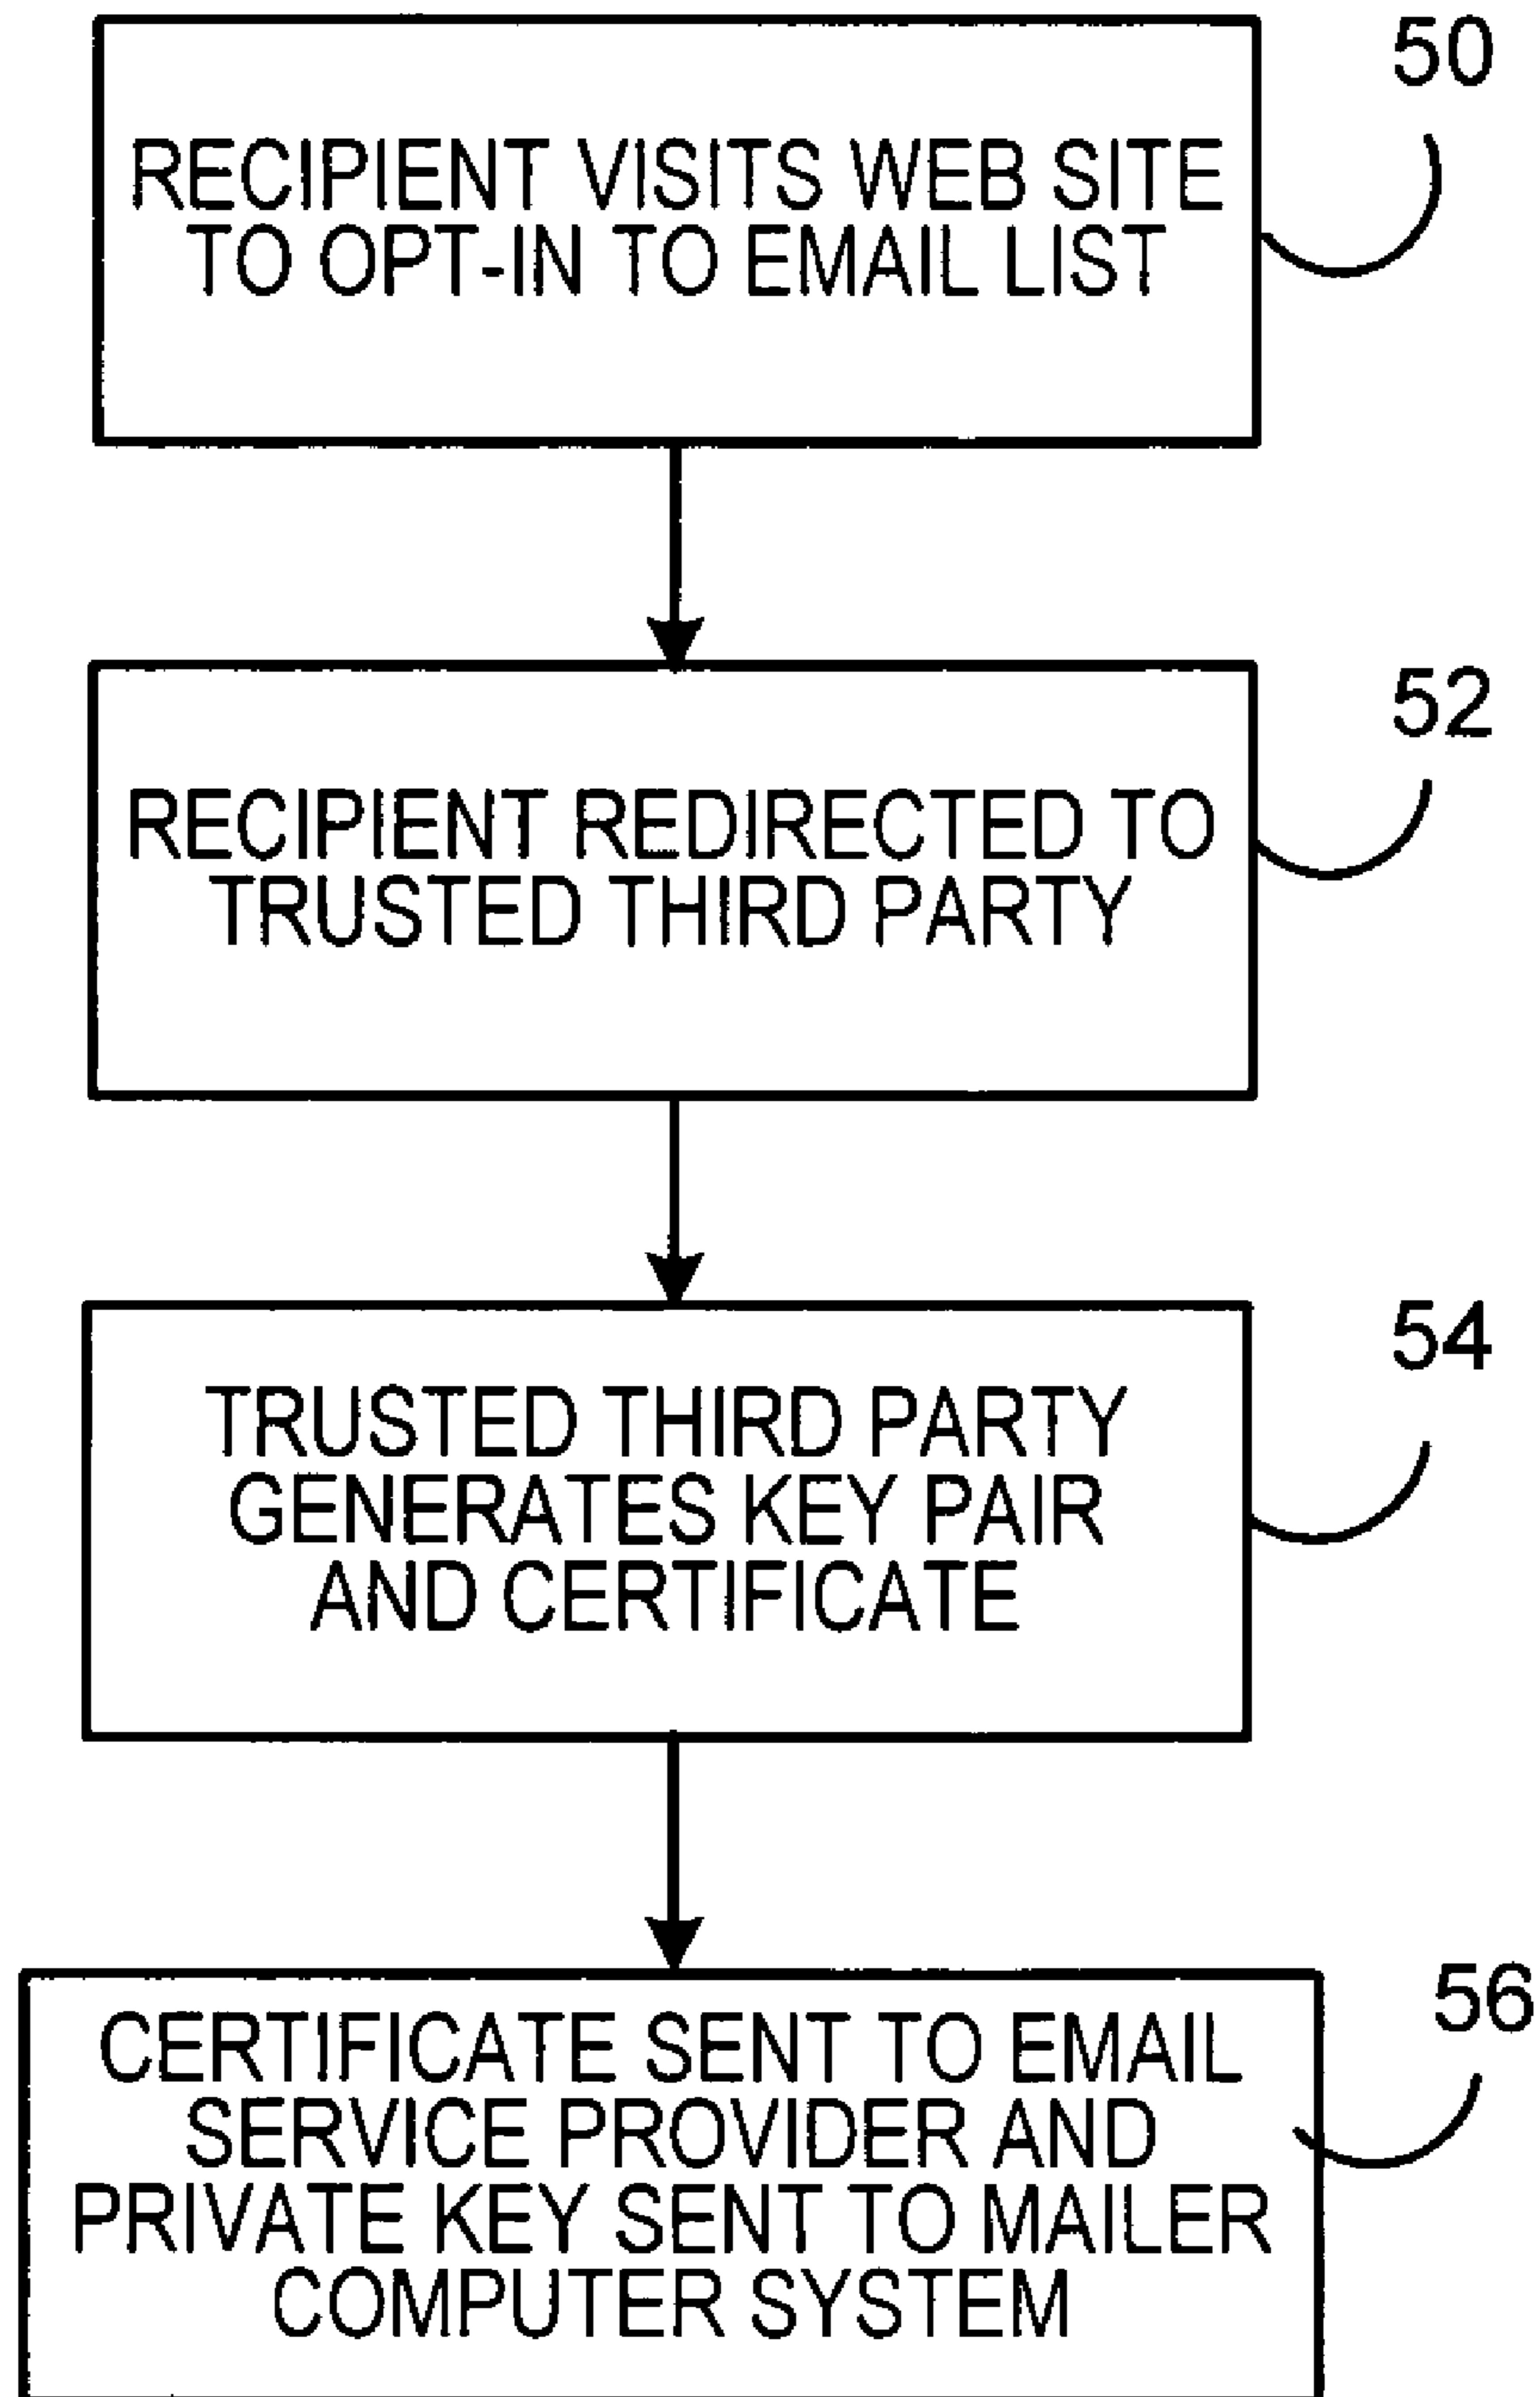 50
RECIPIENT VISITS WEB SITE
TO OPT-IN TO EMAIL LIST
52
RECIPIENT REDIRECTED TO
TRUSTED THIRD PARTY
54
TRUSTED THIRD PARTY
GENERATES KEY PAIR
AND CERTIFICATE
56
CERTIFICATE SENT TO EMAIL
SERVICE PROVIDER AND
PRIVATE KEY SENT TO MAILER
COMPUTER SYSTEM